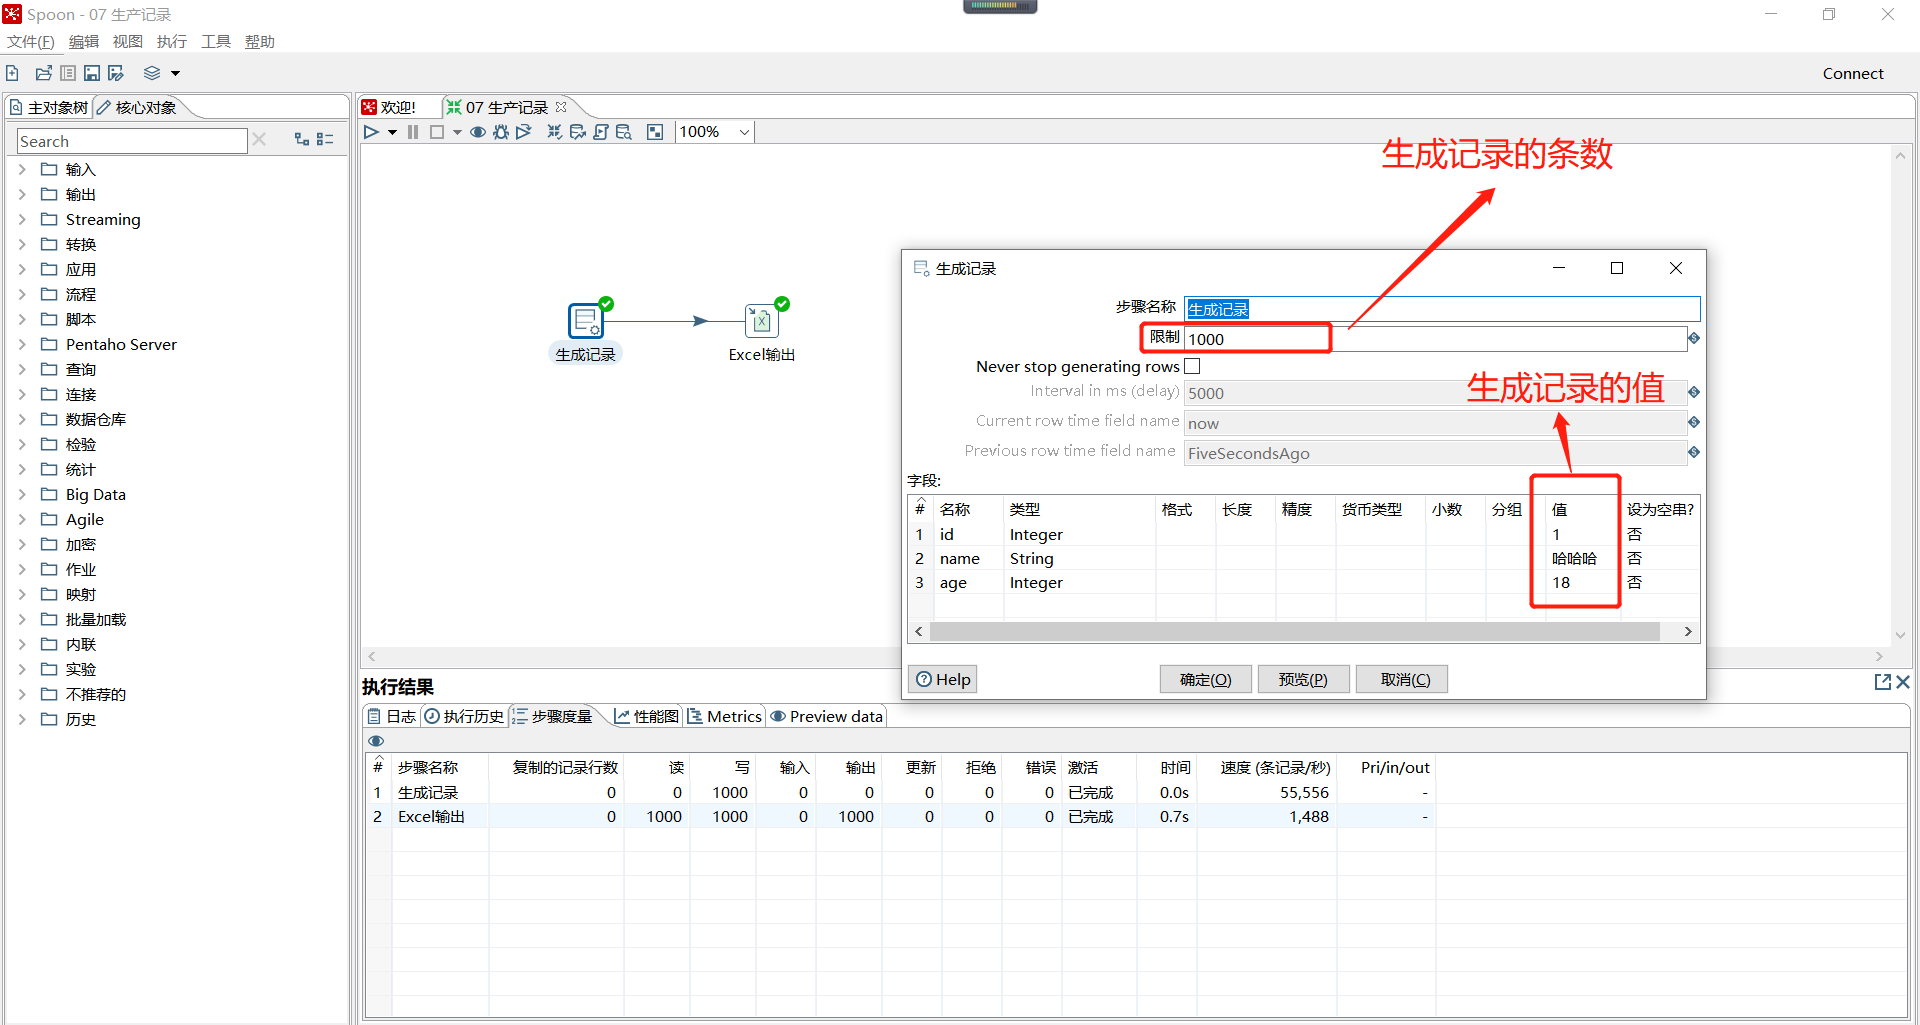 Spoon - 07 生产记录
文件(F) 编辑 视图 执行 工具 帮助
Connect
主对象树 核心对象
Search
输入
输出
Streaming
转换
应用
流程
脚本
Pentaho Server
查询
连接
数据仓库
检验
统计
Big Data
Agile
加密
作业
映射
批量加载
内联
实验
不推荐的
历史
欢迎! 07 生产记录
100%
生成记录的条数
生成记录
Excel输出
生成记录
步骤名称 生成记录
限制 1000
Never stop generating rows
Interval in ms (delay) 5000
生成记录的值
Current row time field name now
Previous row time field name FiveSecondsAgo
字段:
# 名称 类型 格式 长度 精度 货币类型 小数 分组 值 设为空串?
1 id Integer 1 否
2 name String 哈哈哈 否
3 age Integer 18 否
Help 确定(O) 预览(P) 取消(C)
执行结果
日志 执行历史 步骤度量 性能图 Metrics Preview data
# 步骤名称 复制的记录行数 读 写 输入 输出 更新 拒绝 错误 激活 时间 速度 (条记录/秒) Pri/in/out
1 生成记录 0 0 1000 0 0 0 0 0 已完成 0.0s 55,556 -
2 Excel输出 0 1000 1000 0 1000 0 0 0 已完成 0.7s 1,488 -